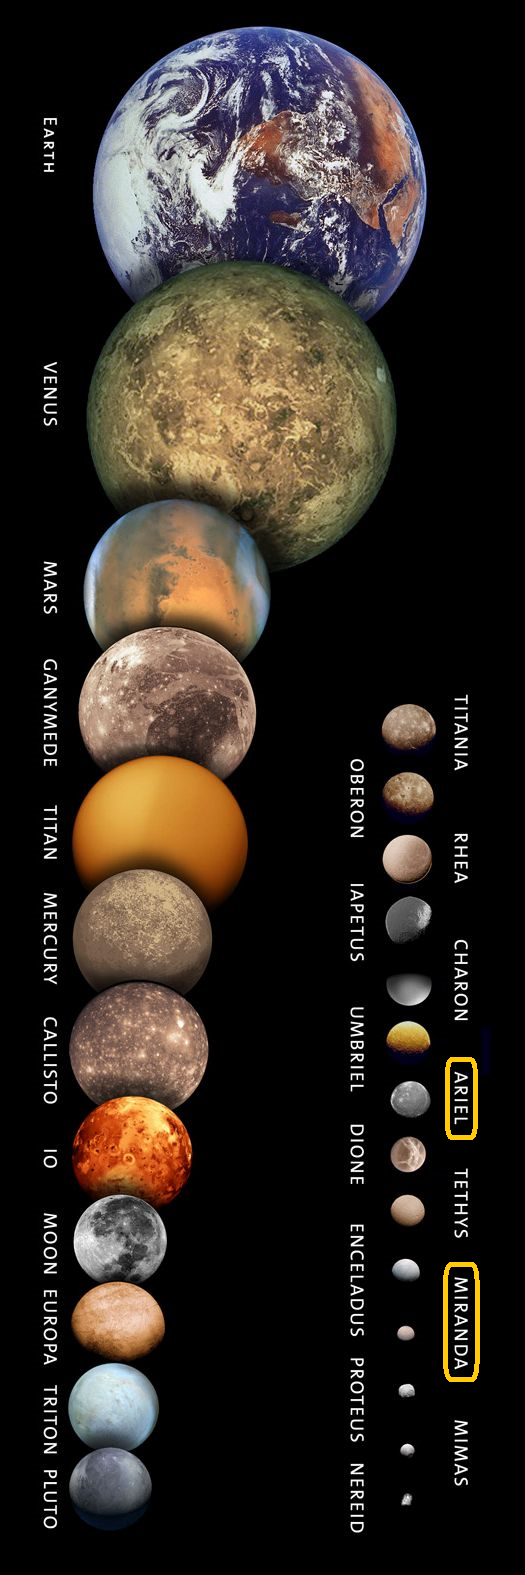 EARTH
VENUS
MARS
GANYMEDE
TITAN
MERCURY
CALLISTO
IO
MOON
EUROPA
TRITON
PLUTO
TITANIA
OBERON
RHEA
IAPETUS
CHARON
UMBRIEL
ARIEL
DIONE
TETHYS
ENCELADUS
MIRANDA
PROTEUS
MIMAS
NEREID